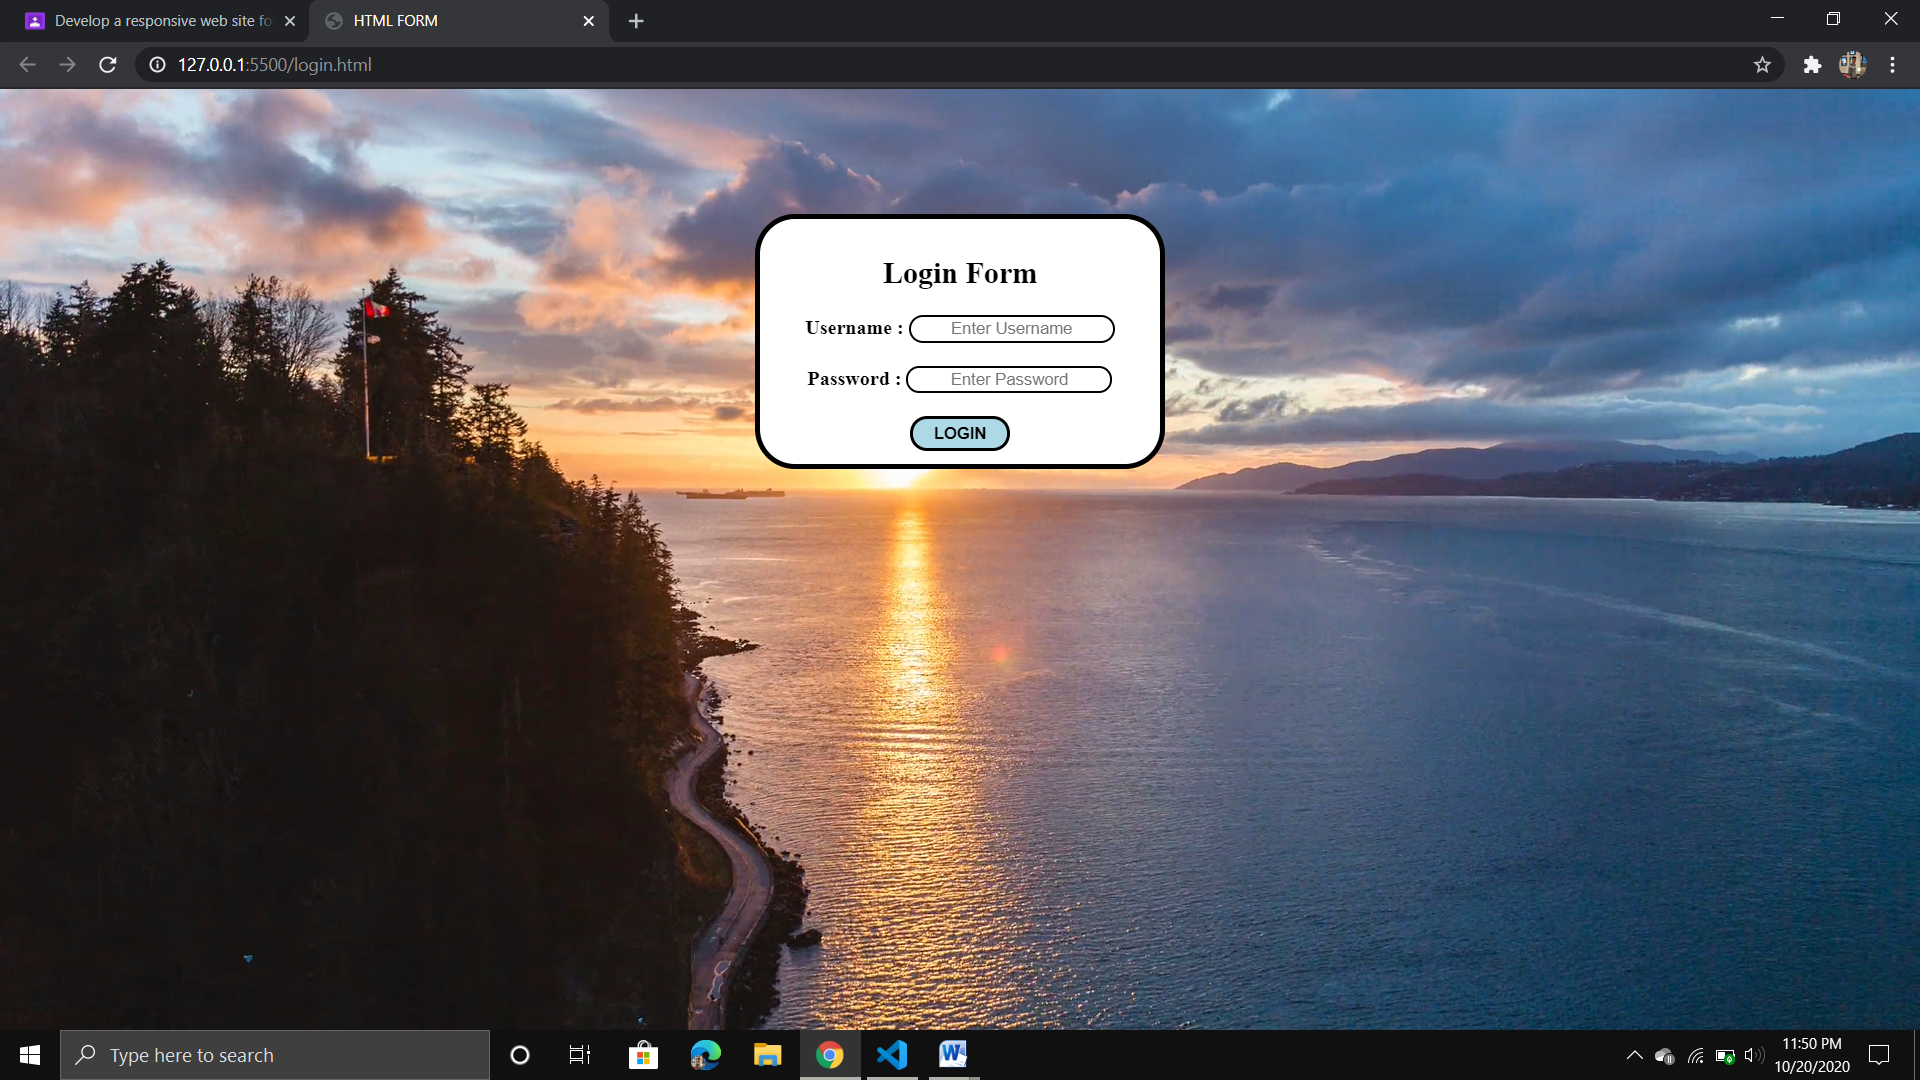 Develop a responsive web site fo
HTML FORM
127.0.0.1:5500/login.html
Login Form
Username : Enter Username
Password : Enter Password
LOGIN
Type here to search
11:50 PM
10/20/2020